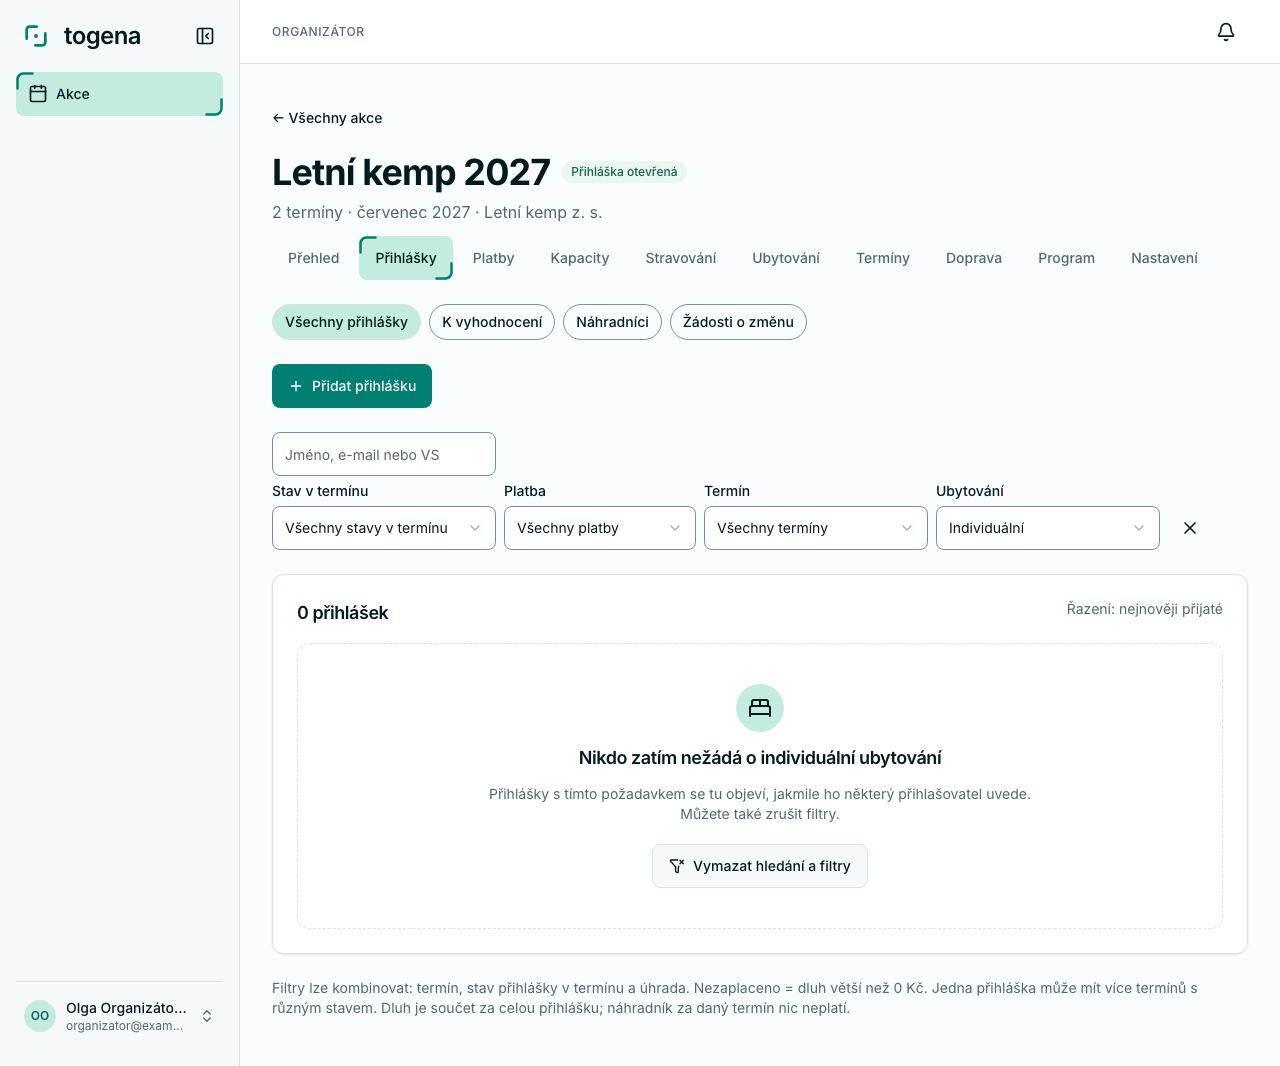 togena
ORGANIZÁTOR
Akce
← Všechny akce
Letní kemp 2027
Přihláška otevřená
2 termíny · červenec 2027 · Letní kemp z. s.
Přehled
Přihlášky
Platby
Kapacity
Stravování
Ubytování
Termíny
Doprava
Program
Nastavení
Všechny přihlášky
K vyhodnocení
Náhradníci
Žádosti o změnu
Přidat přihlášku
Jméno, e-mail nebo VS
Stav v termínu
Platba
Termín
Ubytování
Všechny stavy v termínu
Všechny platby
Všechny termíny
Individuální
0 přihlášek
Řazení: nejnověji přijaté
Nikdo zatím nežádá o individuální ubytování
Přihlášky s tímto požadavkem se tu objeví, jakmile ho některý přihlašovatel uvede.
Můžete také zrušit filtry.
Vymazat hledání a filtry
Filtry lze kombinovat: termín, stav přihlášky v termínu a úhrada. Nezaplaceno = dluh větší než 0 Kč. Jedna přihláška může mít více termínů s
různým stavem. Dluh je součet za celou přihlášku; náhradník za daný termín nic neplatí.
OO
Olga Organizáto...
organizator@exam...